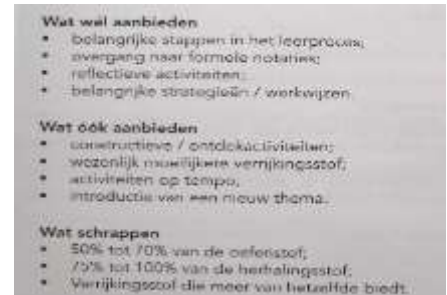 Wat wél aanbieden
• belangrijke stappen in het leerproces;
• overgang naar formele notaties;
• reflectieve activiteiten;
• belangrijke strategieën / werkwijzen.
Wat óók aanbieden
• constructieve / ontdekactiviteiten;
• wezenlijk moeilijkere verrijkingsstof;
• activiteiten op tempo;
• introductie van een nieuw thema.
Wat schrappen
• 50% tot 70% van de oefenstof;
• 75% tot 100% van de herhalingsstof;
• Verrijkingsstof die meer van hetzelfde biedt.